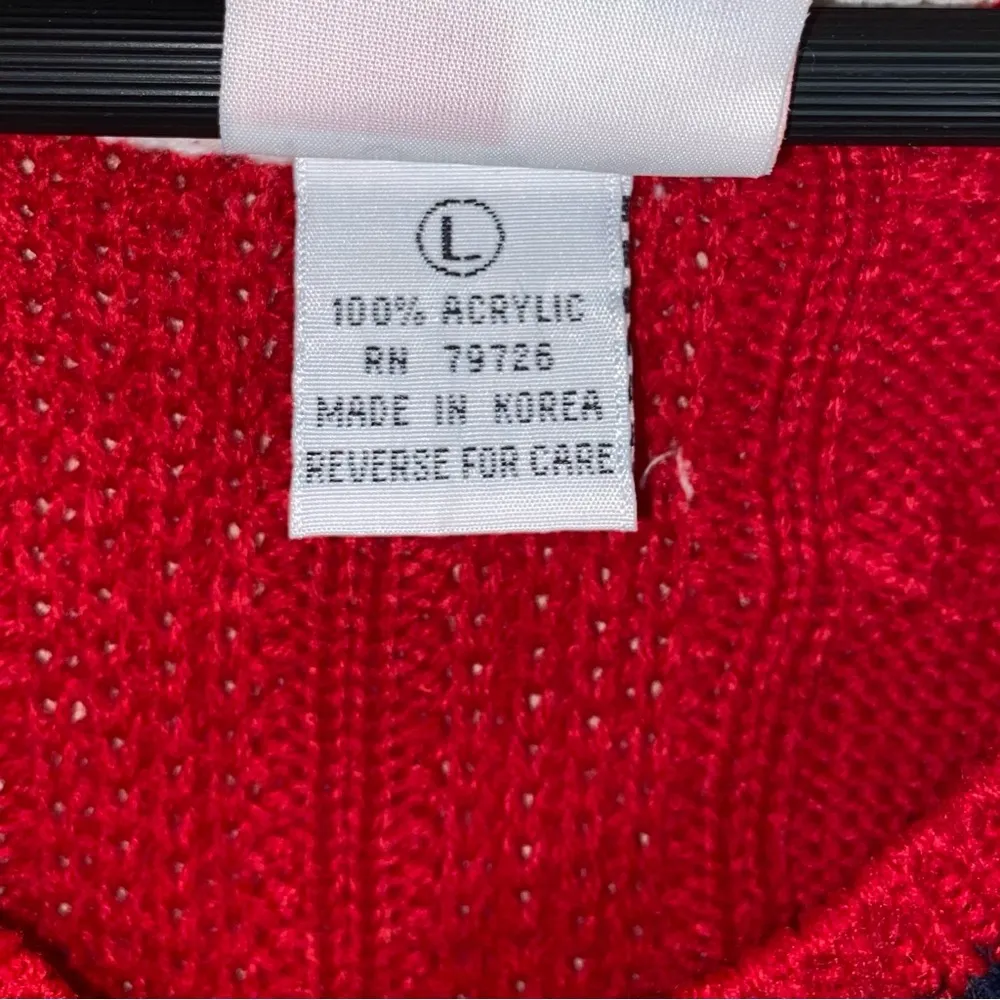 L
100% ACRYLIC
RN 79726
MADE IN KOREA
REVERSE FOR CARE